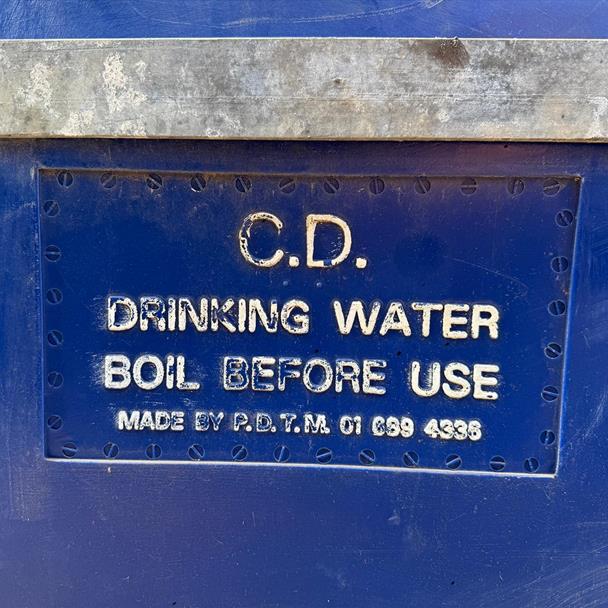 C.D.
DRINKING WATER
BOIL BEFORE USE
MADE BY P.D.T.M. 01 689 4336